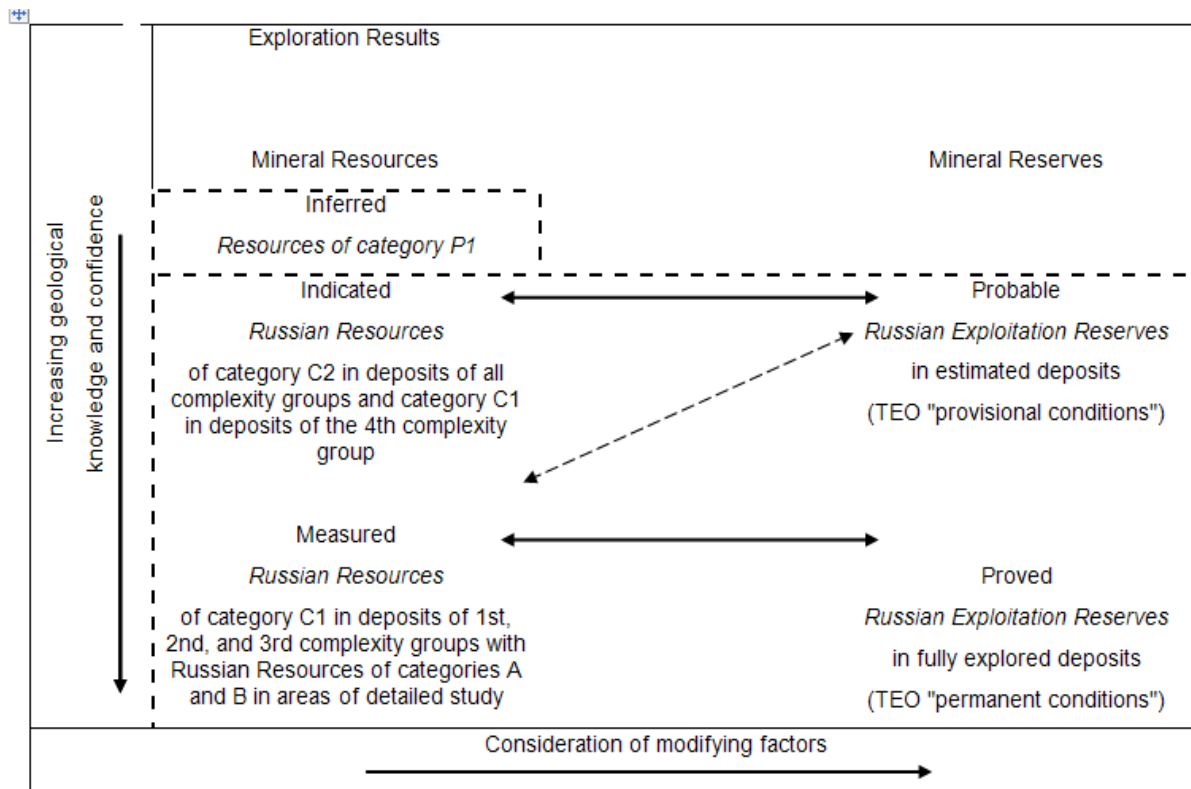 Exploration Results
Mineral Resources
Mineral Reserves
Increasing geological
knowledge and confidence
Inferred
Resources of category P1
Indicated
Russian Resources
of category C2 in deposits of all
complexity groups and category C1
in deposits of the 4th complexity
group
Probable
Russian Exploitation Reserves
in estimated deposits
(TEO "provisional conditions")
Measured
Russian Resources
of category C1 in deposits of 1st,
2nd, and 3rd complexity groups with
Russian Resources of categories A
and B in areas of detailed study
Proved
Russian Exploitation Reserves
in fully explored deposits
(TEO "permanent conditions")
Consideration of modifying factors